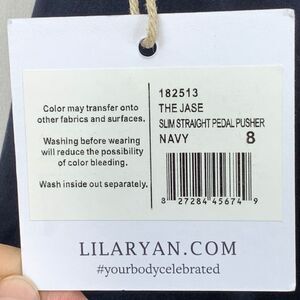 Color may transfer onto
other fabrics and surfaces.
Washing before wearing
will reduce the possibility
of color bleeding.
Wash inside out separately.
182513
THE JASE
SLIM STRAIGHT PEDAL PUSHER
NAVY 8
8 27284 45674 9
LILARYAN.COM
#yourbodycelebrated